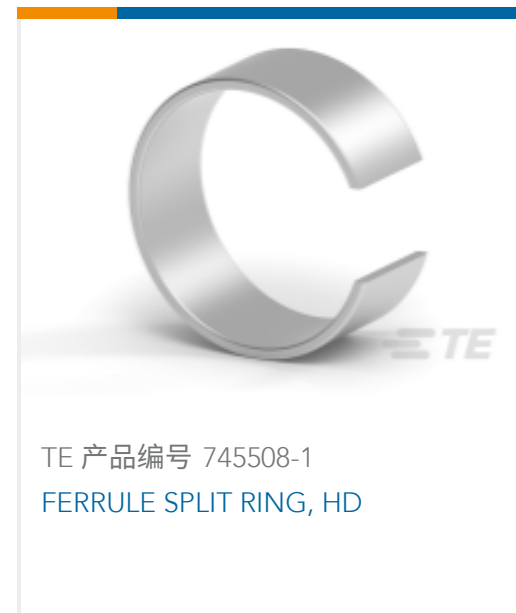 TE
TE 产品编号 745508-1
FERRULE SPLIT RING, HD